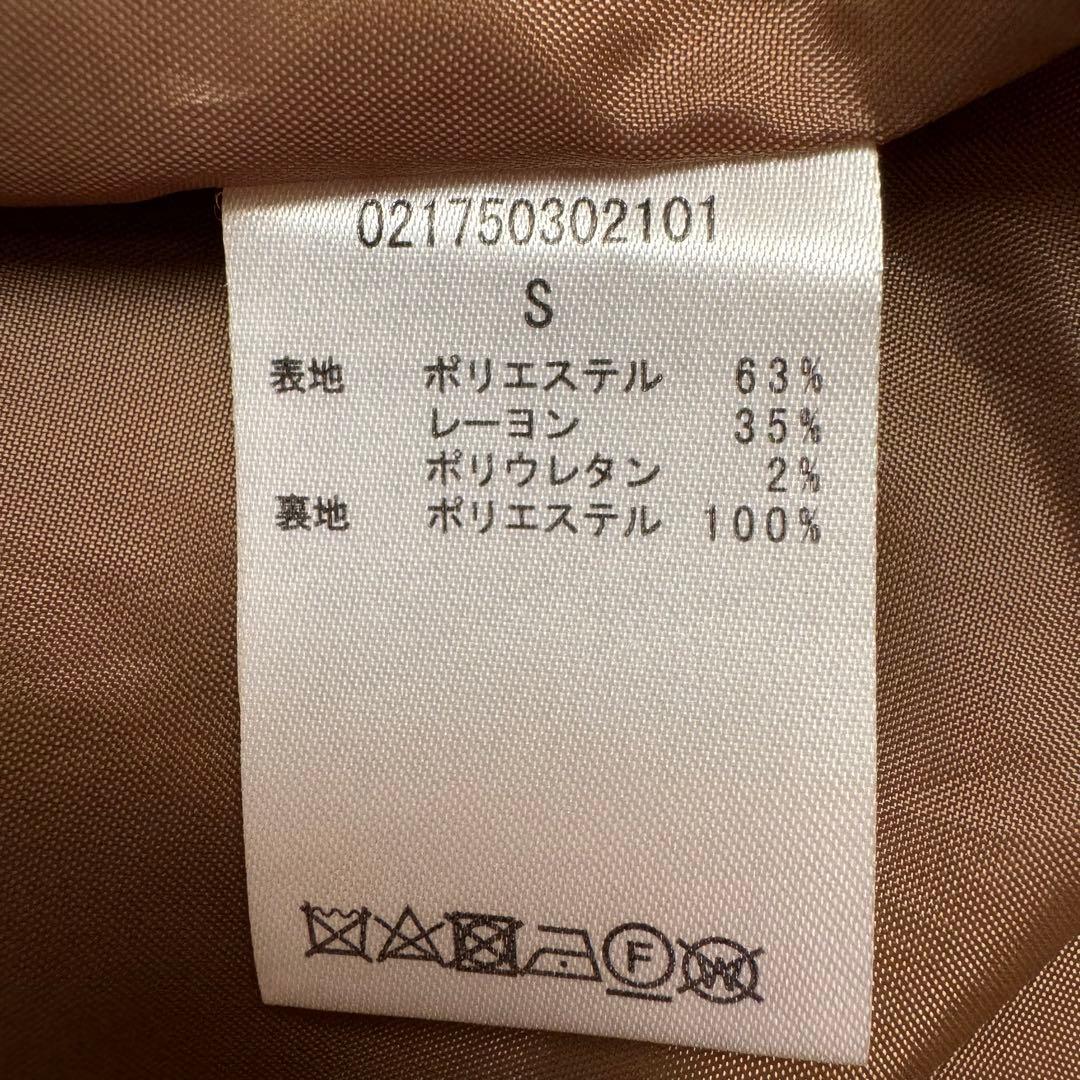 021750302101
S
表地 ポリエステル 63%
レーヨン 35%
ポリウレタン 2%
裏地 ポリエステル 100%
F W